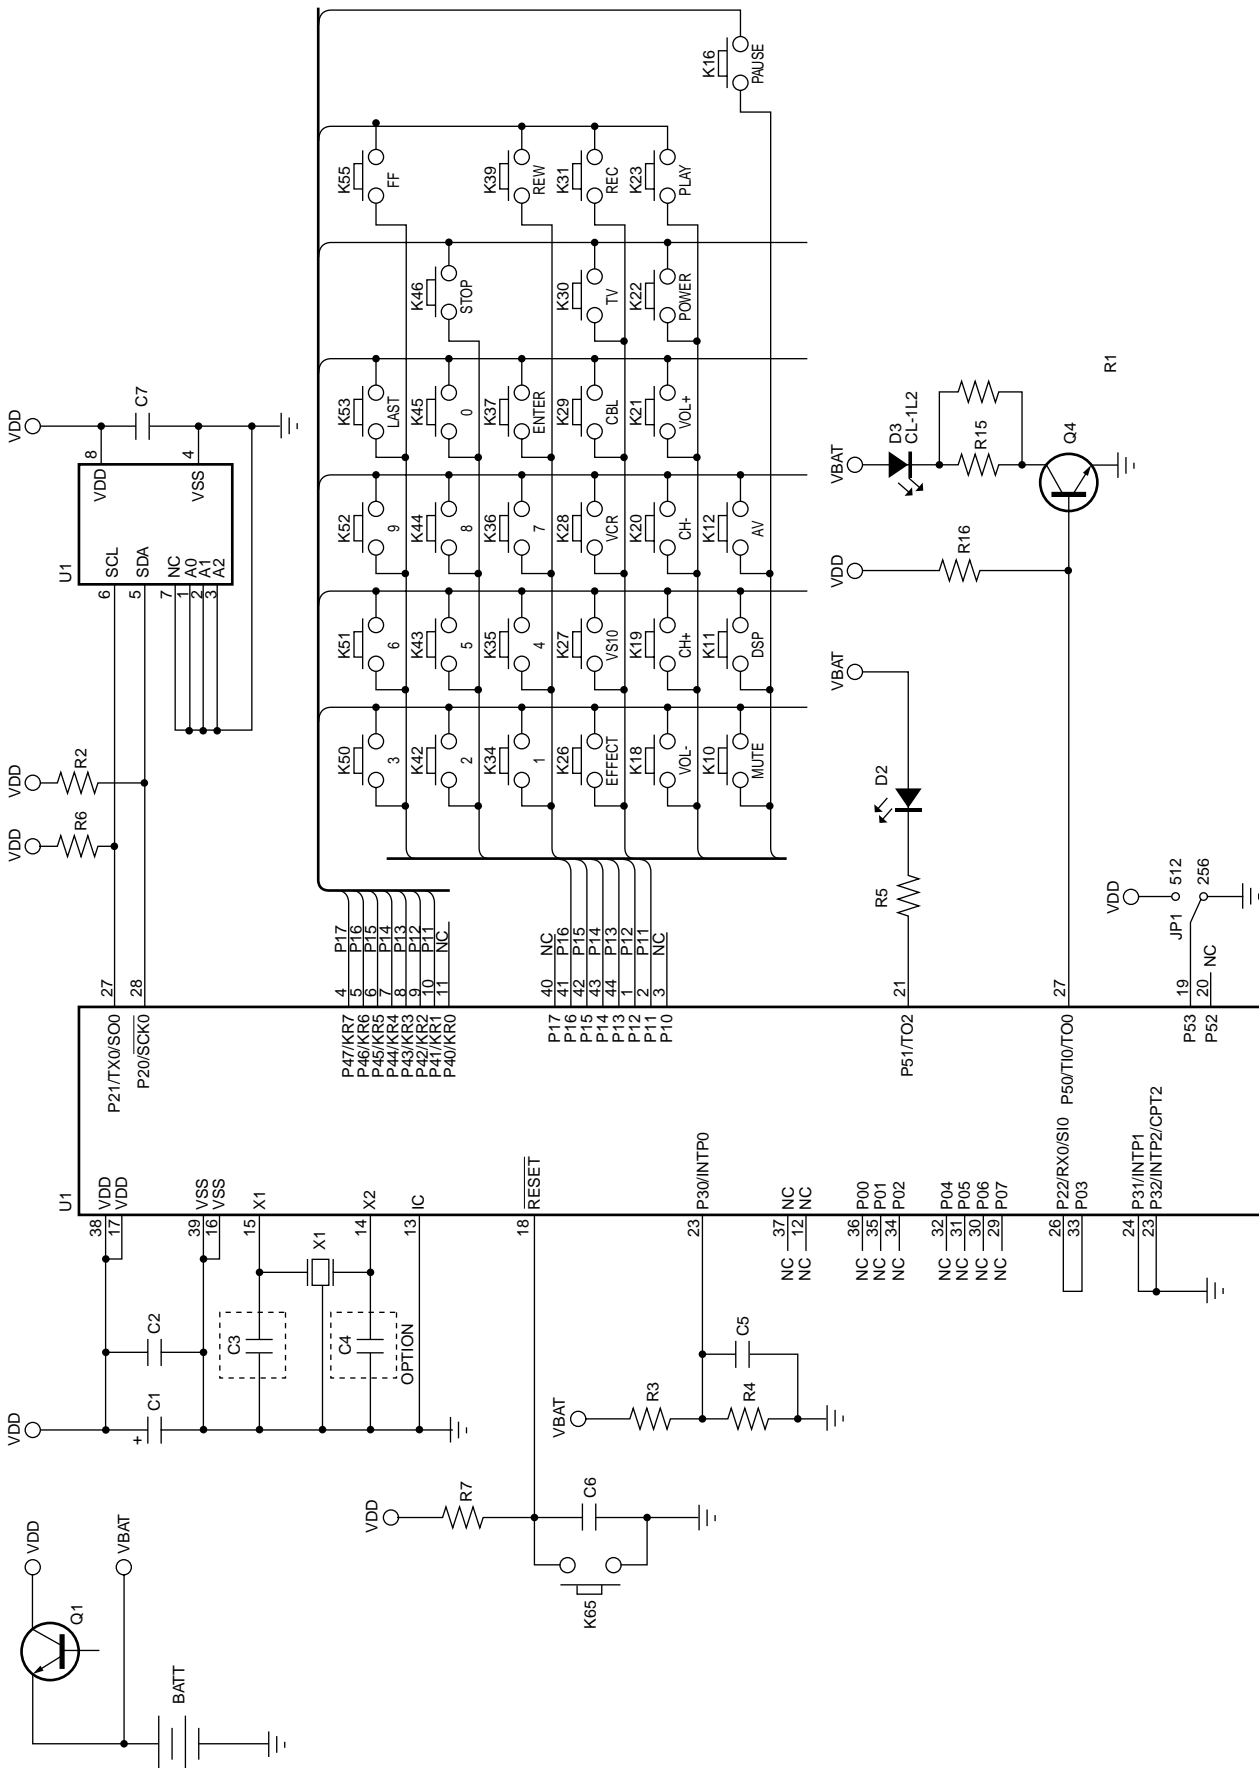 BATT
Q1
VDD
VBAT
VDD
+
C1
C2
C3
C4
OPTION
X1
VDD
R7
C6
K65
VBAT
R3
R4
C5
U1
38 VDD
17 VDD
39 VSS
16 VSS
15 X1
14 X2
13 IC
18 RESET
23 P30/INTP0
NC 37 NC
NC 12 NC
NC 36 P00
NC 35 P01
NC 34 P02
NC 32 P04
NC 31 P05
NC 30 P06
NC 29 P07
26 P22/RX0/SI0
33 P03
24 P31/INTP1
23 P32/INTP2/CPT2
P21/TX0/SO0 27
P20/SCK0 28
P47/KR7 4 P17
P46/KR6 5 P16
P45/KR5 6 P15
P44/KR4 7 P14
P43/KR3 8 P13
P42/KR2 9 P12
P41/KR1 10 P11
P40/KR0 11 NC
P17 40 NC
P16 41 P16
P15 42 P15
P14 43 P14
P13 44 P13
P12 1 P12
P11 2 P11
P10 3 NC
P51/TO2 21
P50/TI0/TO0 27
P53 19
P52 20 NC
JP1
VDD
512
256
VDD
R6
VDD
R2
U1
6 SCL
5 SDA
7 NC
1 A0
2 A1
3 A2
VDD 8
VSS 4
VDD
C7
K50
3
K42
2
K34
1
K26
EFFECT
K18
VOL-
K10
MUTE
K51
6
K43
5
K35
4
K27
VS10
K19
CH+
K11
DSP
K52
9
K44
8
K36
7
K28
VCR
K20
CH-
K12
AV
K53
LAST
K45
0
K37
ENTER
K29
CBL
K21
VOL+
K46
STOP
K30
TV
K22
POWER
K55
FF
K39
REW
K31
REC
K23
PLAY
K16
PAUSE
R5
D2
VBAT
VDD
R16
VBAT
D3
CL-1L2
R15
Q4
R1